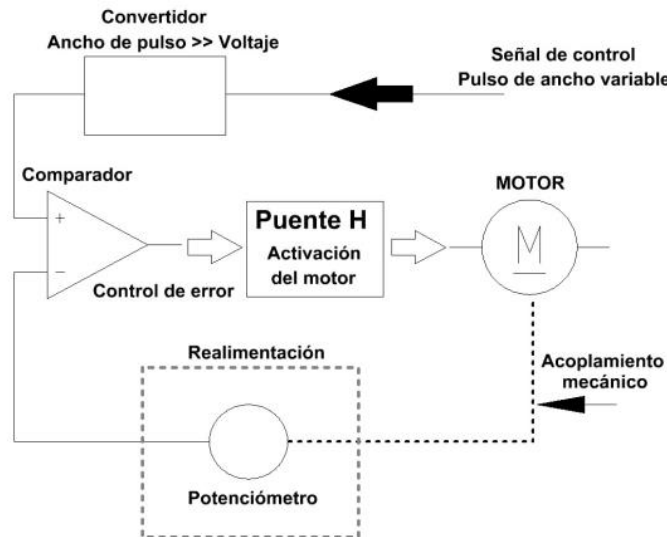 Convertidor
Ancho de pulso >> Voltaje
Señal de control
Pulso de ancho variable
Comparador
+
−
Control de error
Puente H
Activación
del motor
MOTOR
M
Realimentación
Potenciómetro
Acoplamiento
mecánico